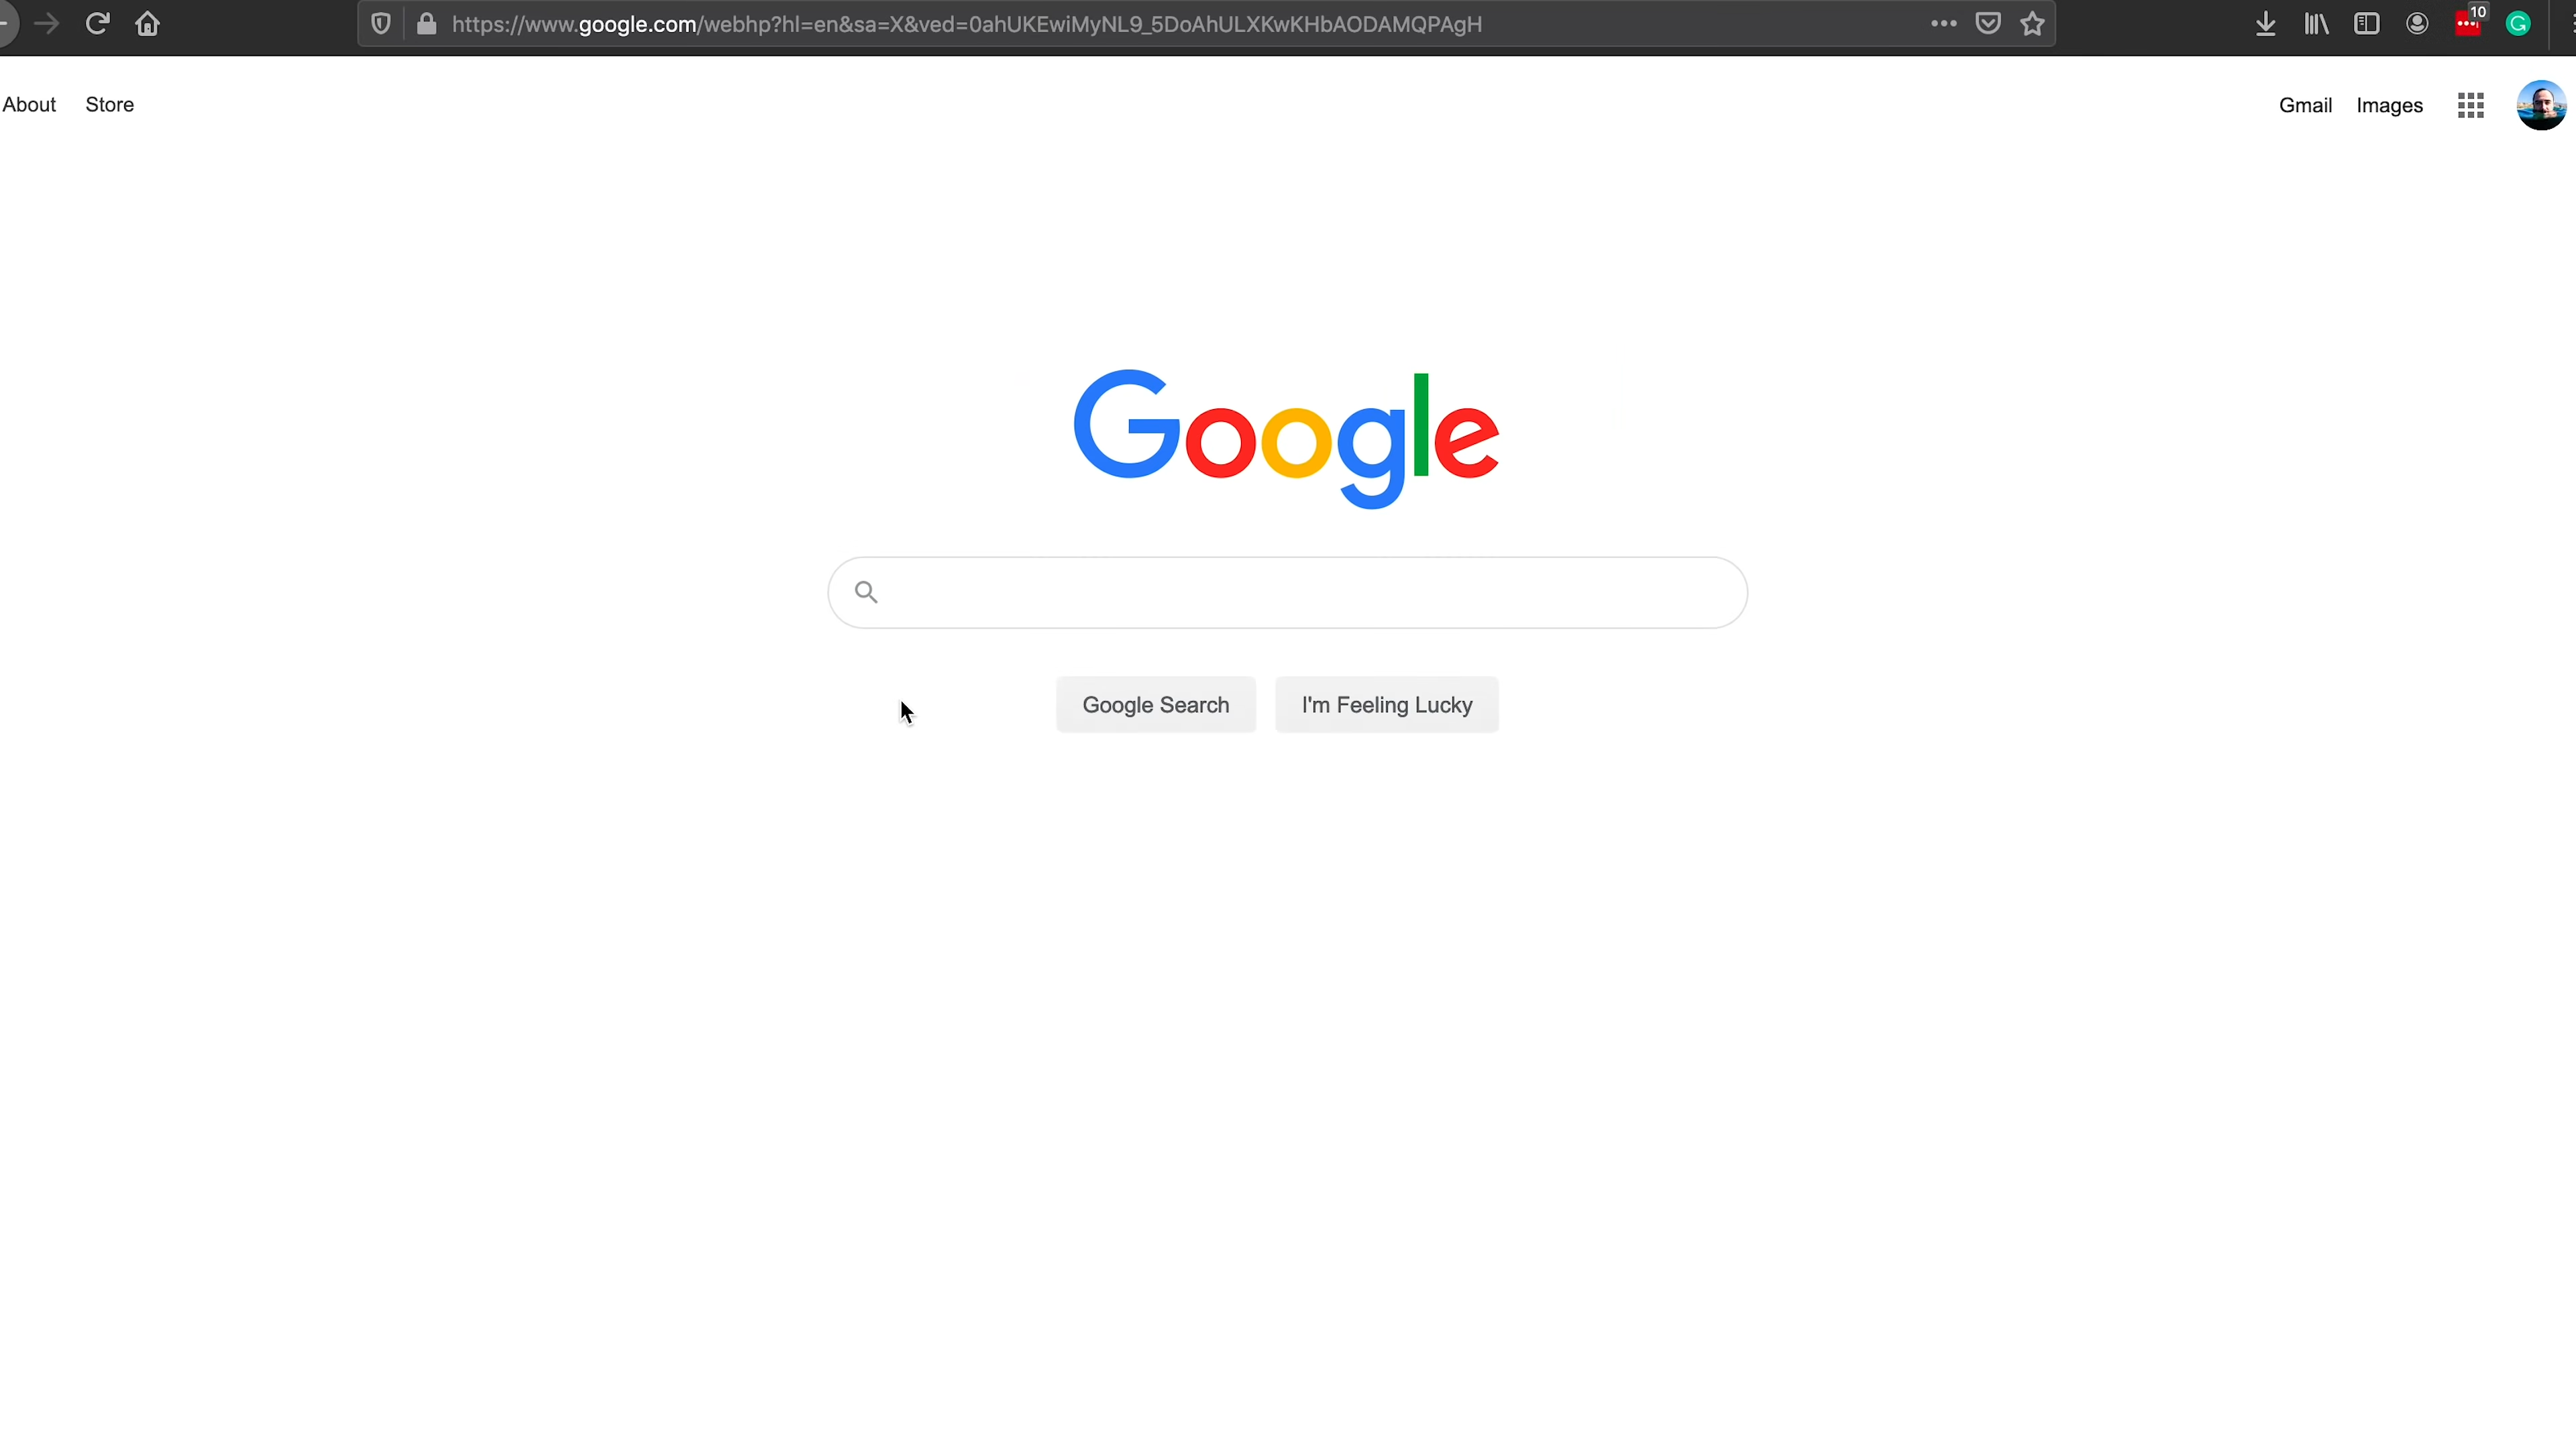 https://www.google.com/webhp?hl=en&sa=X&ved=0ahUKEwiMyNL9_5DoAhULXKwKHbAODAMQPAgH
10
About Store Gmail Images
Google
Google Search I'm Feeling Lucky